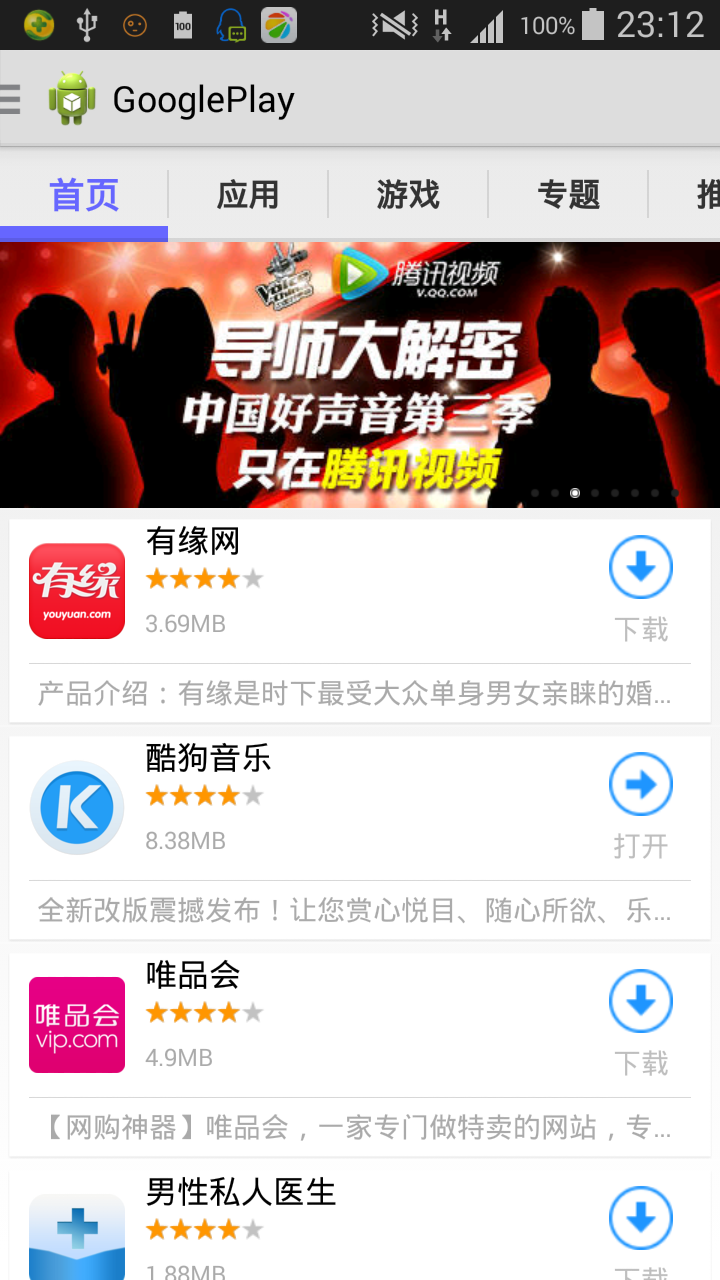 100
H
100%
23:12
GooglePlay
首页
应用
游戏
专题
推
Voice
腾讯视频
V.QQ.COM
导师大解密
中国好声音第三季
只在腾讯视频
有缘
youyuan.com
有缘网
3.69MB
下载
产品介绍：有缘是时下最受大众单身男女亲睐的婚...
K
酷狗音乐
8.38MB
打开
全新改版震撼发布！让您赏心悦目、随心所欲、乐...
唯品会
vip.com
唯品会
4.9MB
下载
【网购神器】唯品会，一家专门做特卖的网站，专...
男性私人医生
1.88MB
下载